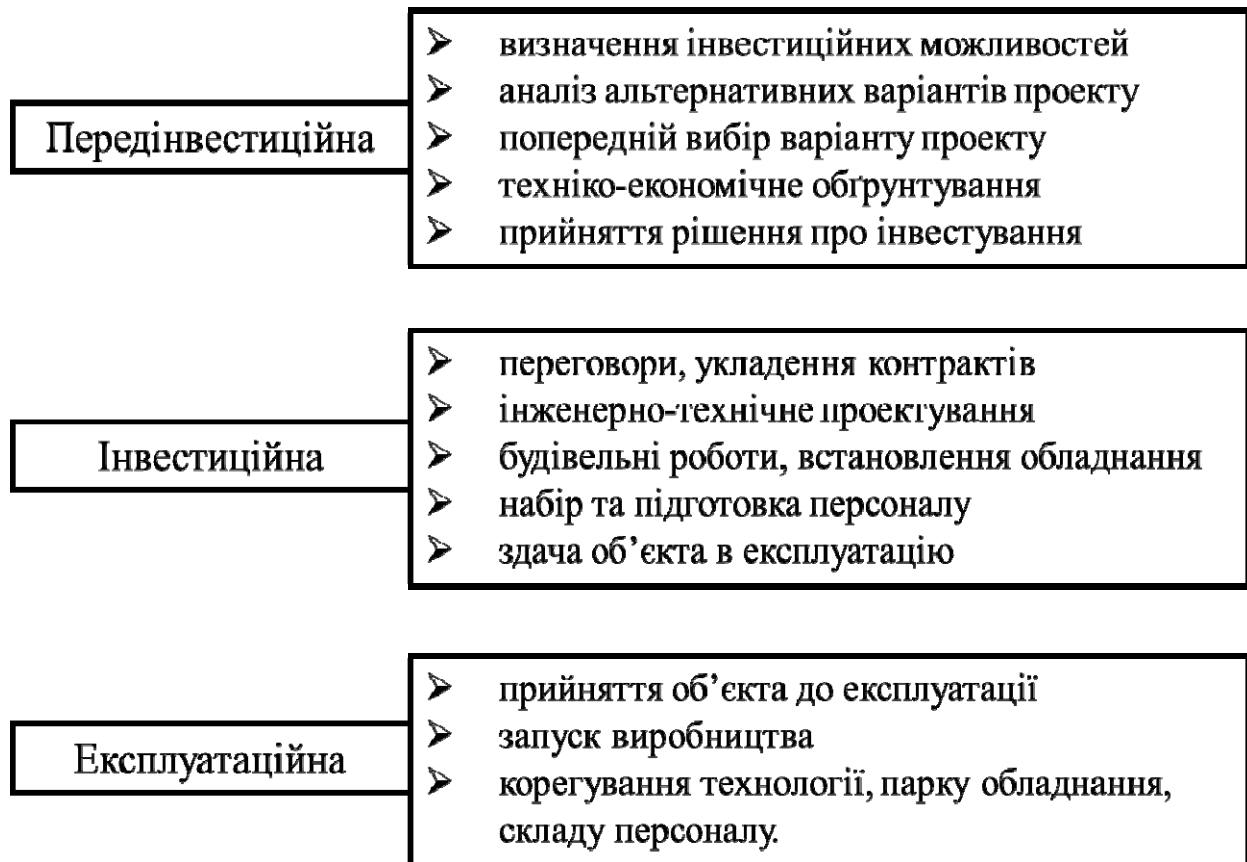 Передінвестиційна
визначення інвестиційних можливостей
аналіз альтернативних варіантів проекту
попередній вибір варіанту проекту
техніко-економічне обґрунтування
прийняття рішення про інвестування
Інвестиційна
переговори, укладення контрактів
інженерно-технічне проектування
будівельні роботи, встановлення обладнання
набір та підготовка персоналу
здача об’єкта в експлуатацію
Експлуатаційна
прийняття об’єкта до експлуатації
запуск виробництва
корегування технології, парку обладнання,
складу персоналу.